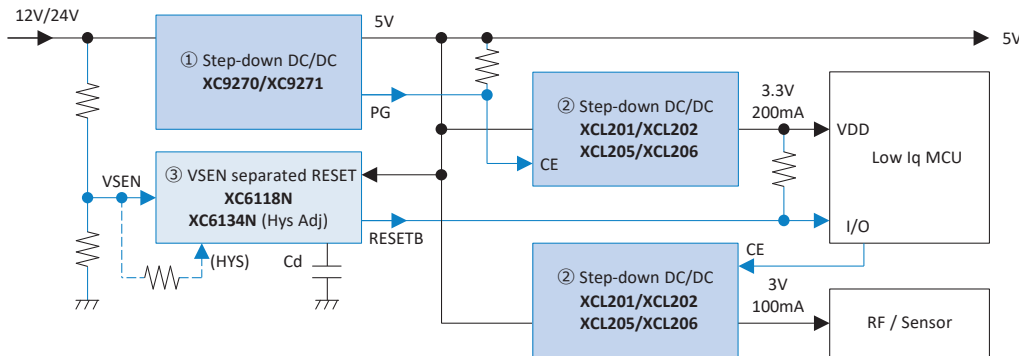 12V/24V
5V
5V
① Step-down DC/DC
XC9270/XC9271
PG
② Step-down DC/DC
XCL201/XCL202
XCL205/XCL206
CE
3.3V
200mA
VDD
Low Iq MCU
I/O
VSEN
③ VSEN separated RESET
XC6118N
XC6134N (Hys Adj)
RESETB
(HYS)
Cd
CE
② Step-down DC/DC
XCL201/XCL202
XCL205/XCL206
3V
100mA
RF / Sensor